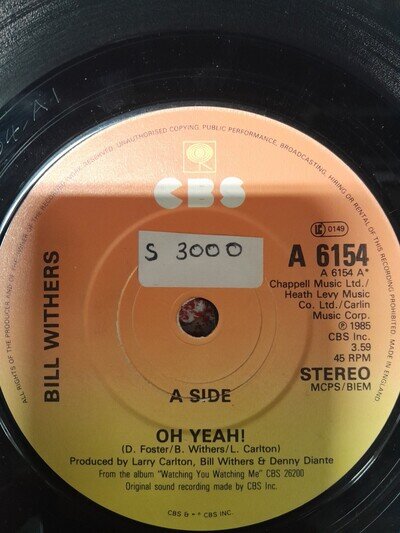 04 A1
ALL RIGHTS OF THE PRODUCER AND OF THE OWNER OF THE RECORDED WORK RESERVED. UNAUTHORISED COPYING, PUBLIC PERFORMANCE, BROADCASTING, HIRING OR RENTAL OF THIS RECORDING PROHIBITED. MADE IN ENGLAND.
CBS
BILL WITHERS
S 3000
0149
A 6154
A 6154 A*
Chappell Music Ltd./
Heath Levy Music
Co. Ltd./Carlin
Music Corp.
℗ 1985
CBS Inc.
3.59
45 RPM
STEREO
MCPS/BIEM
A SIDE
OH YEAH!
(D. Foster/B. Withers/L. Carlton)
Produced by Larry Carlton, Bill Withers & Denny Diante
From the album "Watching You Watching Me" CBS 26200
Original sound recording made by CBS Inc.
CBS INC.